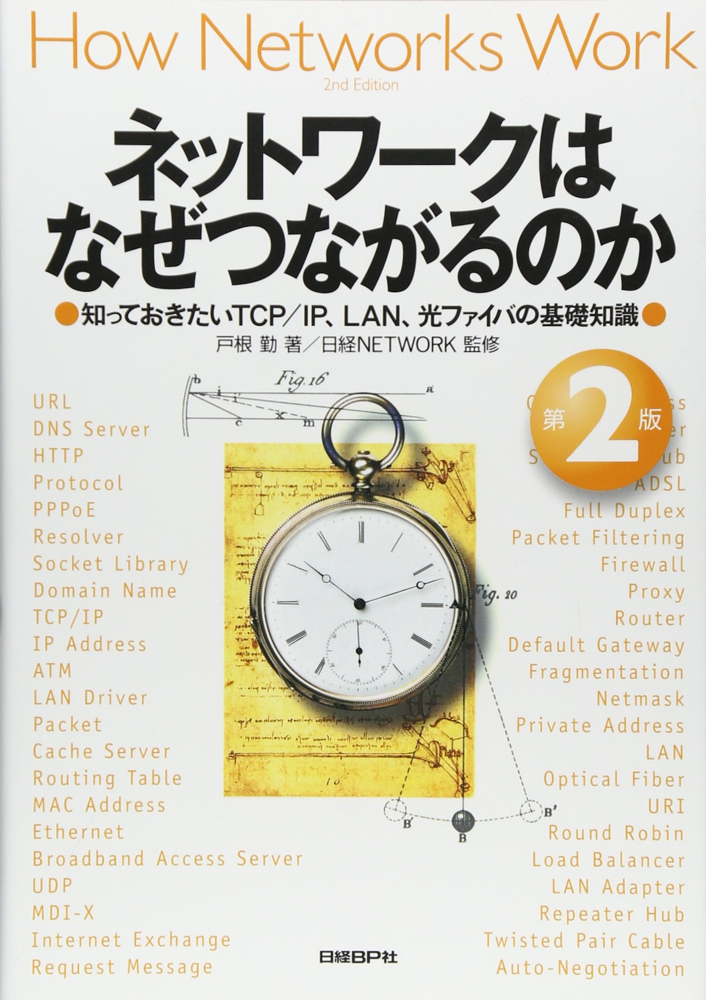 How Networks Work
2nd Edition
ネットワークは
なぜつながるのか
●知っておきたいTCP/IP、LAN、光ファイバの基礎知識●
戸根 勤 著/日経NETWORK 監修
第2版
Fig.16
b
i
i'
a
x
c
m
URL
DNS Server
HTTP
Protocol
PPPoE
Resolver
Socket Library
Domain Name
TCP/IP
IP Address
ATM
LAN Driver
Packet
Cache Server
Routing Table
MAC Address
Ethernet
Broadband Access Server
UDP
MDI-X
Internet Exchange
Request Message
ADSL
Full Duplex
Packet Filtering
Firewall
Proxy
Router
Default Gateway
Fragmentation
Netmask
Private Address
LAN
Optical Fiber
URI
Round Robin
Load Balancer
LAN Adapter
Repeater Hub
Twisted Pair Cable
Auto-Negotiation
A
Fig. 20
B'
B
B'
日経BP社